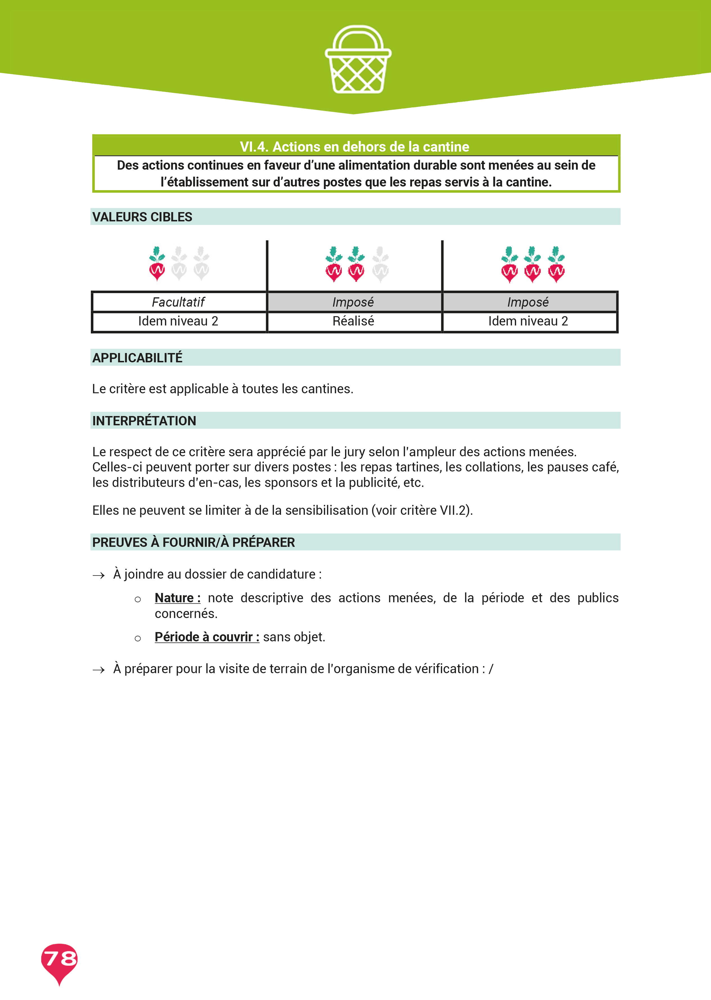 VI.4. Actions en dehors de la cantine
Des actions continues en faveur d’une alimentation durable sont menées au sein de
l’établissement sur d’autres postes que les repas servis à la cantine.
VALEURS CIBLES
Facultatif Imposé Imposé
Idem niveau 2 Réalisé Idem niveau 2
APPLICABILITÉ
Le critère est applicable à toutes les cantines.
INTERPRÉTATION
Le respect de ce critère sera apprécié par le jury selon l’ampleur des actions menées.
Celles-ci peuvent porter sur divers postes : les repas tartines, les collations, les pauses café,
les distributeurs d’en-cas, les sponsors et la publicité, etc.
Elles ne peuvent se limiter à de la sensibilisation (voir critère VII.2).
PREUVES À FOURNIR/À PRÉPARER
→ À joindre au dossier de candidature :
o Nature : note descriptive des actions menées, de la période et des publics
concernés.
o Période à couvrir : sans objet.
→ À préparer pour la visite de terrain de l’organisme de vérification : /
78